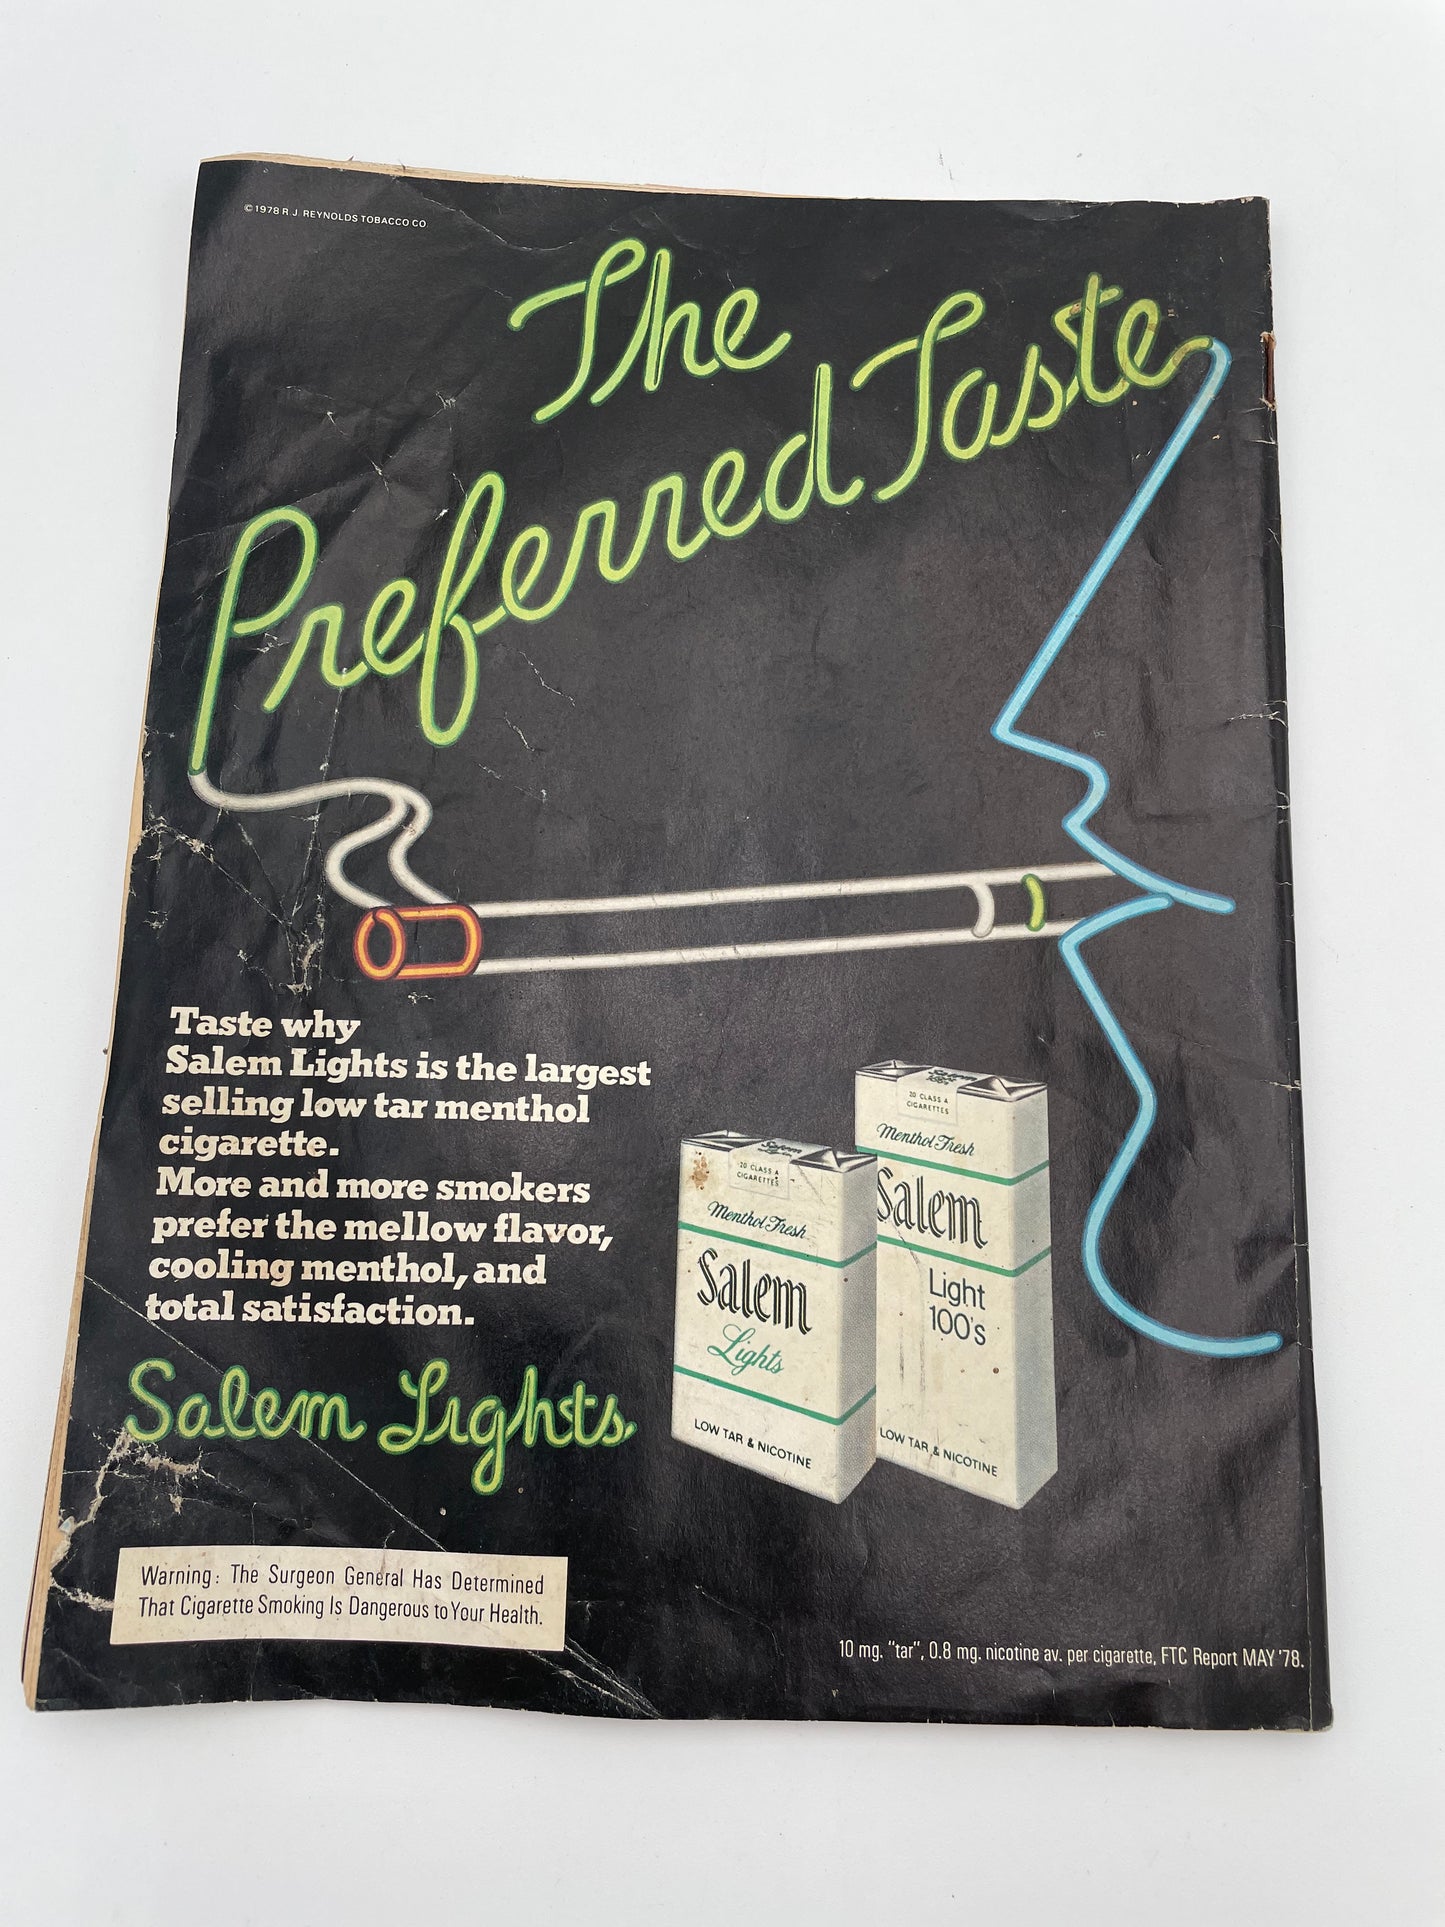 ©1978 R.J. REYNOLDS TOBACCO CO.
The
Preferred Taste
Taste why
Salem Lights is the largest
selling low tar menthol
cigarette.
More and more smokers
prefer the mellow flavor,
cooling menthol, and
total satisfaction.
Salem Lights.
20 CLASS A
CIGARETTES
Menthol Fresh
Salem
Lights
LOW TAR & NICOTINE
20 CLASS A
CIGARETTES
Menthol Fresh
Salem
Light
100's
LOW TAR & NICOTINE
Warning: The Surgeon General Has Determined
That Cigarette Smoking Is Dangerous to Your Health.
10 mg. "tar", 0.8 mg. nicotine av. per cigarette, FTC Report MAY '78.